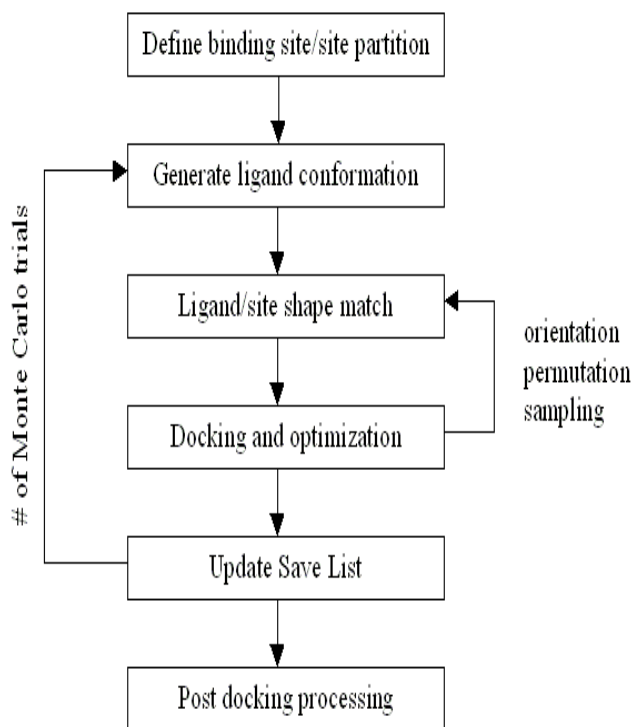 Define binding site/site partition
Generate ligand conformation
# of Monte Carlo trials
Ligand/site shape match
orientation
permutation
sampling
Docking and optimization
Update Save List
Post docking processing